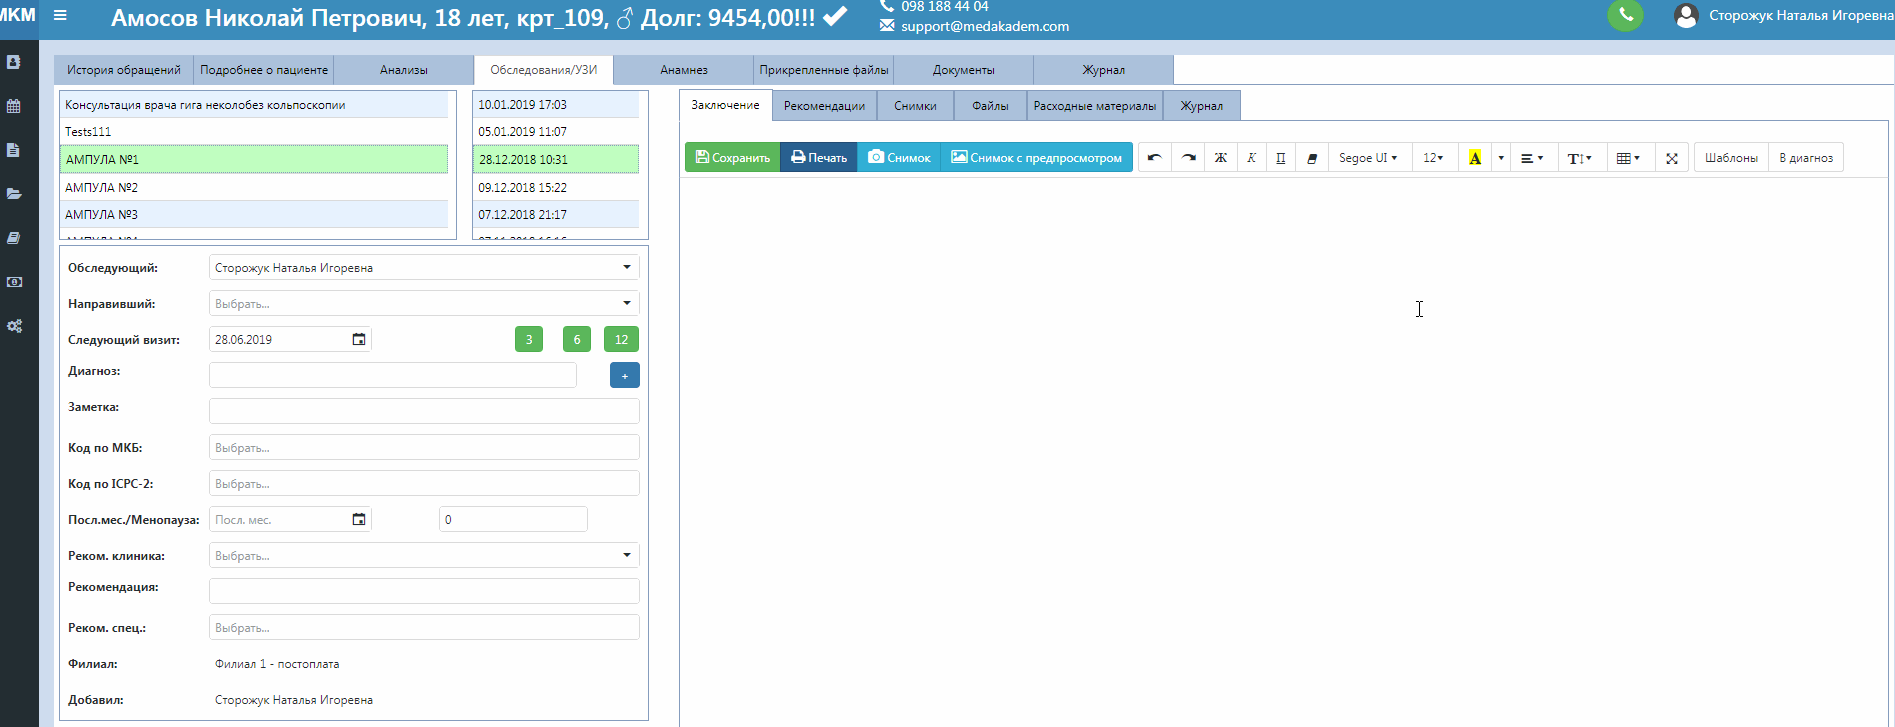 МКМ
Амосов Николай Петрович, 18 лет, крт_109, ♂ Долг: 9454,00!!!
098 188 44 04
support@medakadem.com
Сторожук Наталья Игоревна
История обращений Подробнее о пациенте Анализы Обследования/УЗИ Анамнез Прикрепленные файлы Документы Журнал
Консультация врача гига неколобез кольпоскопии
Tests111
АМПУЛА №1
АМПУЛА №2
АМПУЛА №3
10.01.2019 17:03
05.01.2019 11:07
28.12.2018 10:31
09.12.2018 15:22
07.12.2018 21:17
Обследующий: Сторожук Наталья Игоревна
Направивший: Выбрать...
Следующий визит: 28.06.2019 3 6 12
Диагноз: +
Заметка:
Код по МКБ: Выбрать...
Код по ICPC-2: Выбрать...
Посл.мес./Менопауза: Посл. мес. 0
Реком. клиника: Выбрать...
Рекомендация:
Реком. спец.: Выбрать...
Филиал: Филиал 1 - постоплата
Добавил: Сторожук Наталья Игоревна
Заключение Рекомендации Снимки Файлы Расходные материалы Журнал
Сохранить Печать Снимок Снимок с предпросмотром Ж К П Segoe UI 12 A T Шаблоны В диагноз